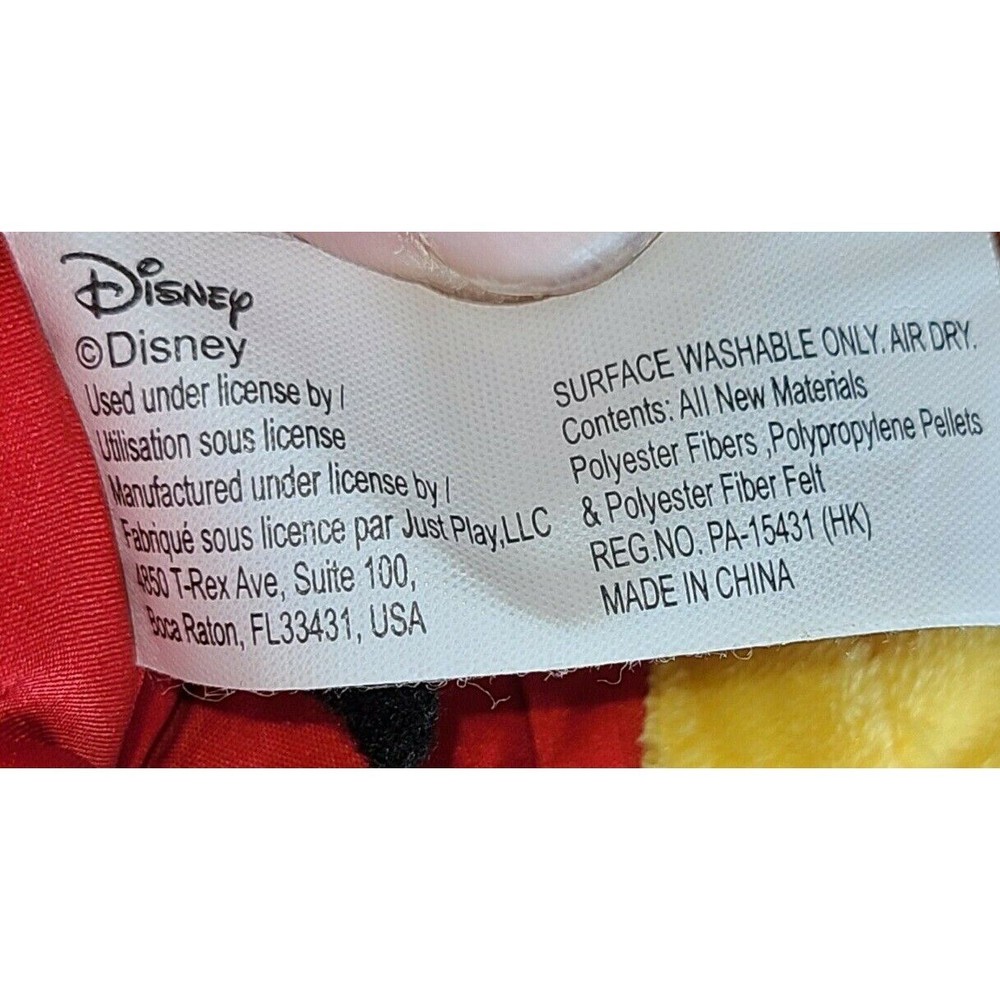 Disney
©Disney
Used under license by /
Utilisation sous license
Manufactured under license by /
Fabriqué sous licence par Just Play,LLC
4850 T-Rex Ave, Suite 100,
Boca Raton, FL33431, USA
SURFACE WASHABLE ONLY. AIR DRY.
Contents: All New Materials
Polyester Fibers ,Polypropylene Pellets
& Polyester Fiber Felt
REG.NO. PA-15431 (HK)
MADE IN CHINA